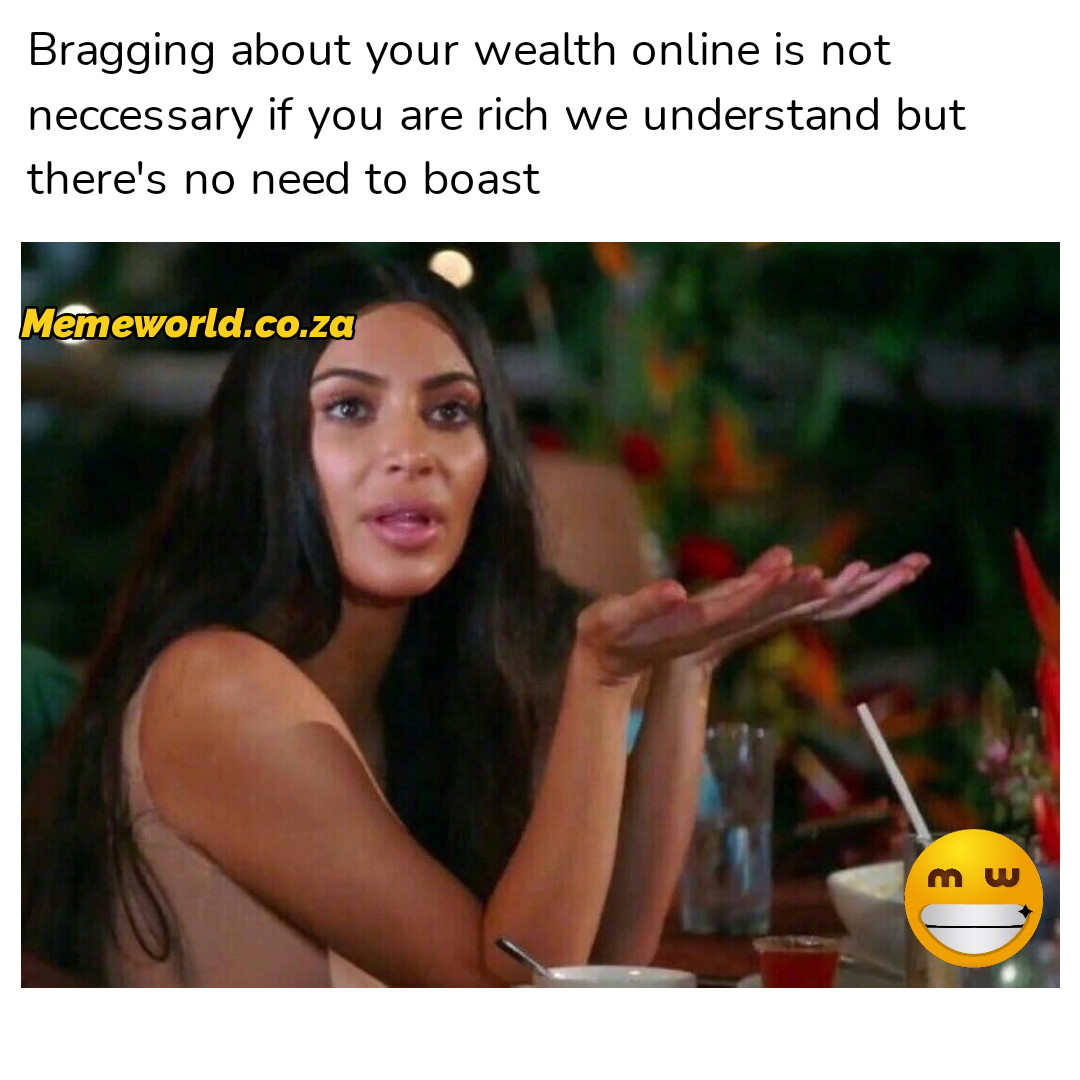 Bragging about your wealth online is not
neccessary if you are rich we understand but
there's no need to boast
Memeworld.co.za
m w